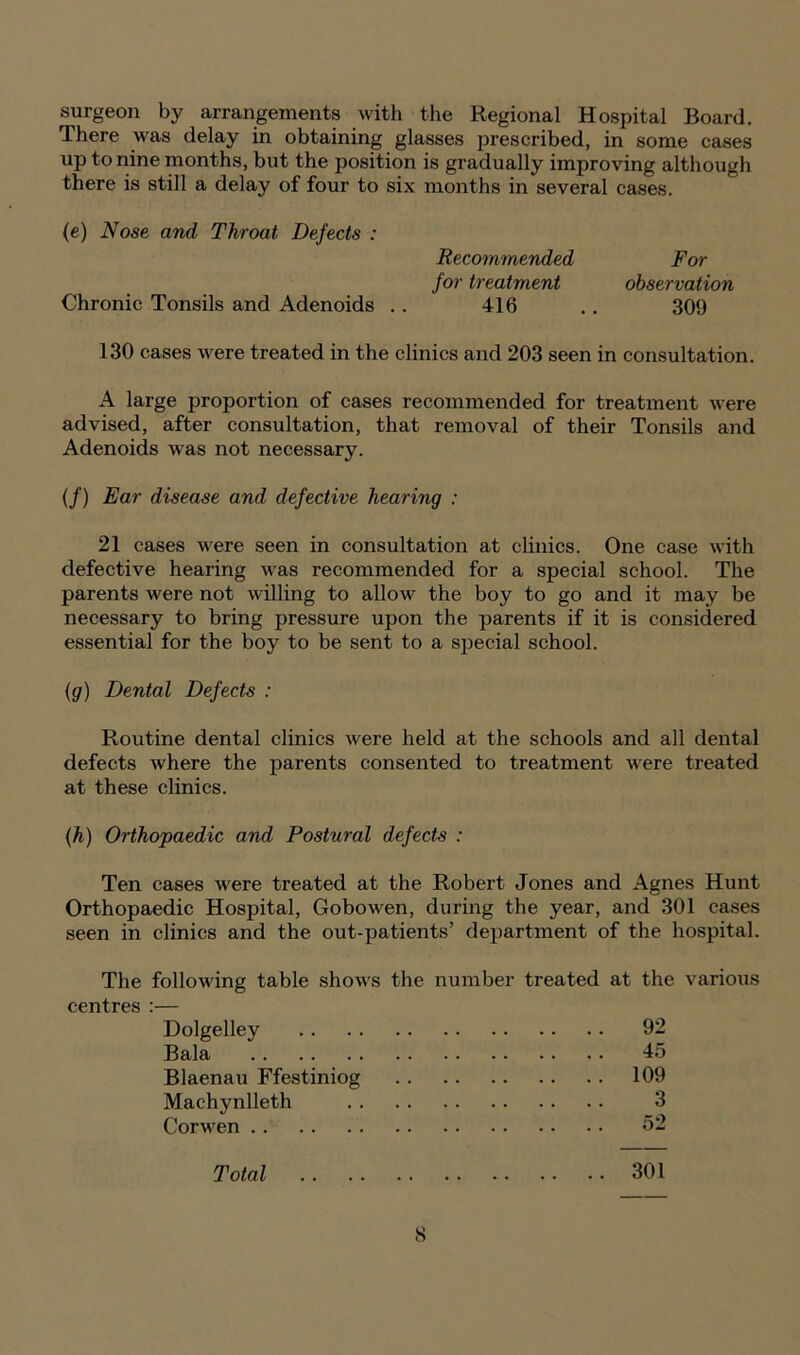 surgeon by arrangements with the Regional Hospital Board.
There was delay in obtaining glasses prescribed, in some cases
up to nine months, but the position is gradually improving although
there is still a delay of four to six months in several cases.
(e) Nose and Throat Defects :
Recommended For
for treatment observation
Chronic Tonsils and Adenoids .. 416 .. 309
130 cases were treated in the clinics and 203 seen in consultation.
A large proportion of cases recommended for treatment were
advised, after consultation, that removal of their Tonsils and
Adenoids was not necessary.
(f) Ear disease and defective hearing :
21 cases were seen in consultation at clinics. One case with
defective hearing was recommended for a special school. The
parents were not willing to allow the boy to go and it may be
necessary to bring pressure upon the parents if it is considered
essential for the boy to be sent to a special school.
(g) Dental Defects :
Routine dental clinics were held at the schools and all dental
defects where the parents consented to treatment were treated
at these clinics.
(h) Orthopaedic and Postural defects :
Ten cases were treated at the Robert Jones and Agnes Hunt
Orthopaedic Hospital, Gobowen, during the year, and 301 cases
seen in clinics and the out-patients' department of the hospital.
The following table shows the number treated at the various
centres :—
Dolgelley .. .. .. .. .. .. .. 92
Bala .. .. .. .. .. .. .. .. 45
Blaenau Ffestiniog .. .. .. .. .. 109
Machynlleth .. .. .. .. .. .. 3
Corwen .. .. .. .. .. .. .. .. 52
Total .. .. .. .. .. .. .. 301
8